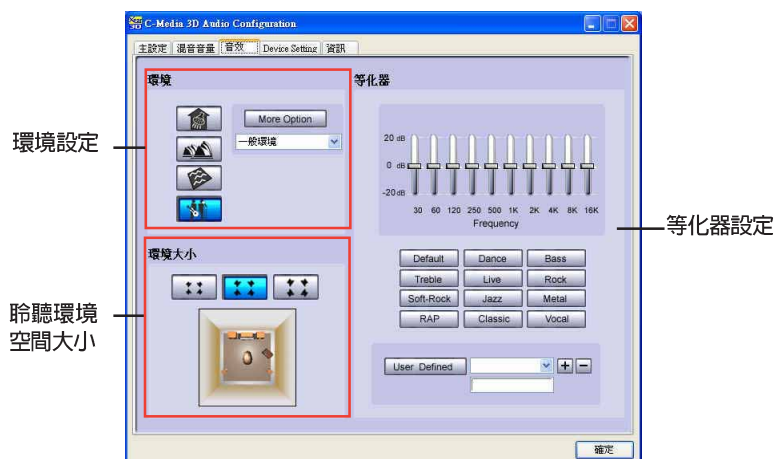 C-Media 3D Audio Configuration
主設定 混音音量 音效 Device Setting 資訊
環境
More Option
一般環境
環境設定
環境大小
聆聽環境
空間大小
等化器
20 dB
0 dB
-20 dB
30 60 120 250 500 1K 2K 4K 8K 16K
Frequency
等化器設定
Default Dance Bass
Treble Live Rock
Soft-Rock Jazz Metal
RAP Classic Vocal
User Defined
確定